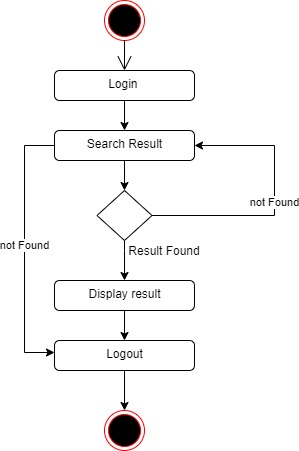 Login
Search Result
not Found
not Found
Result Found
Display result
Logout